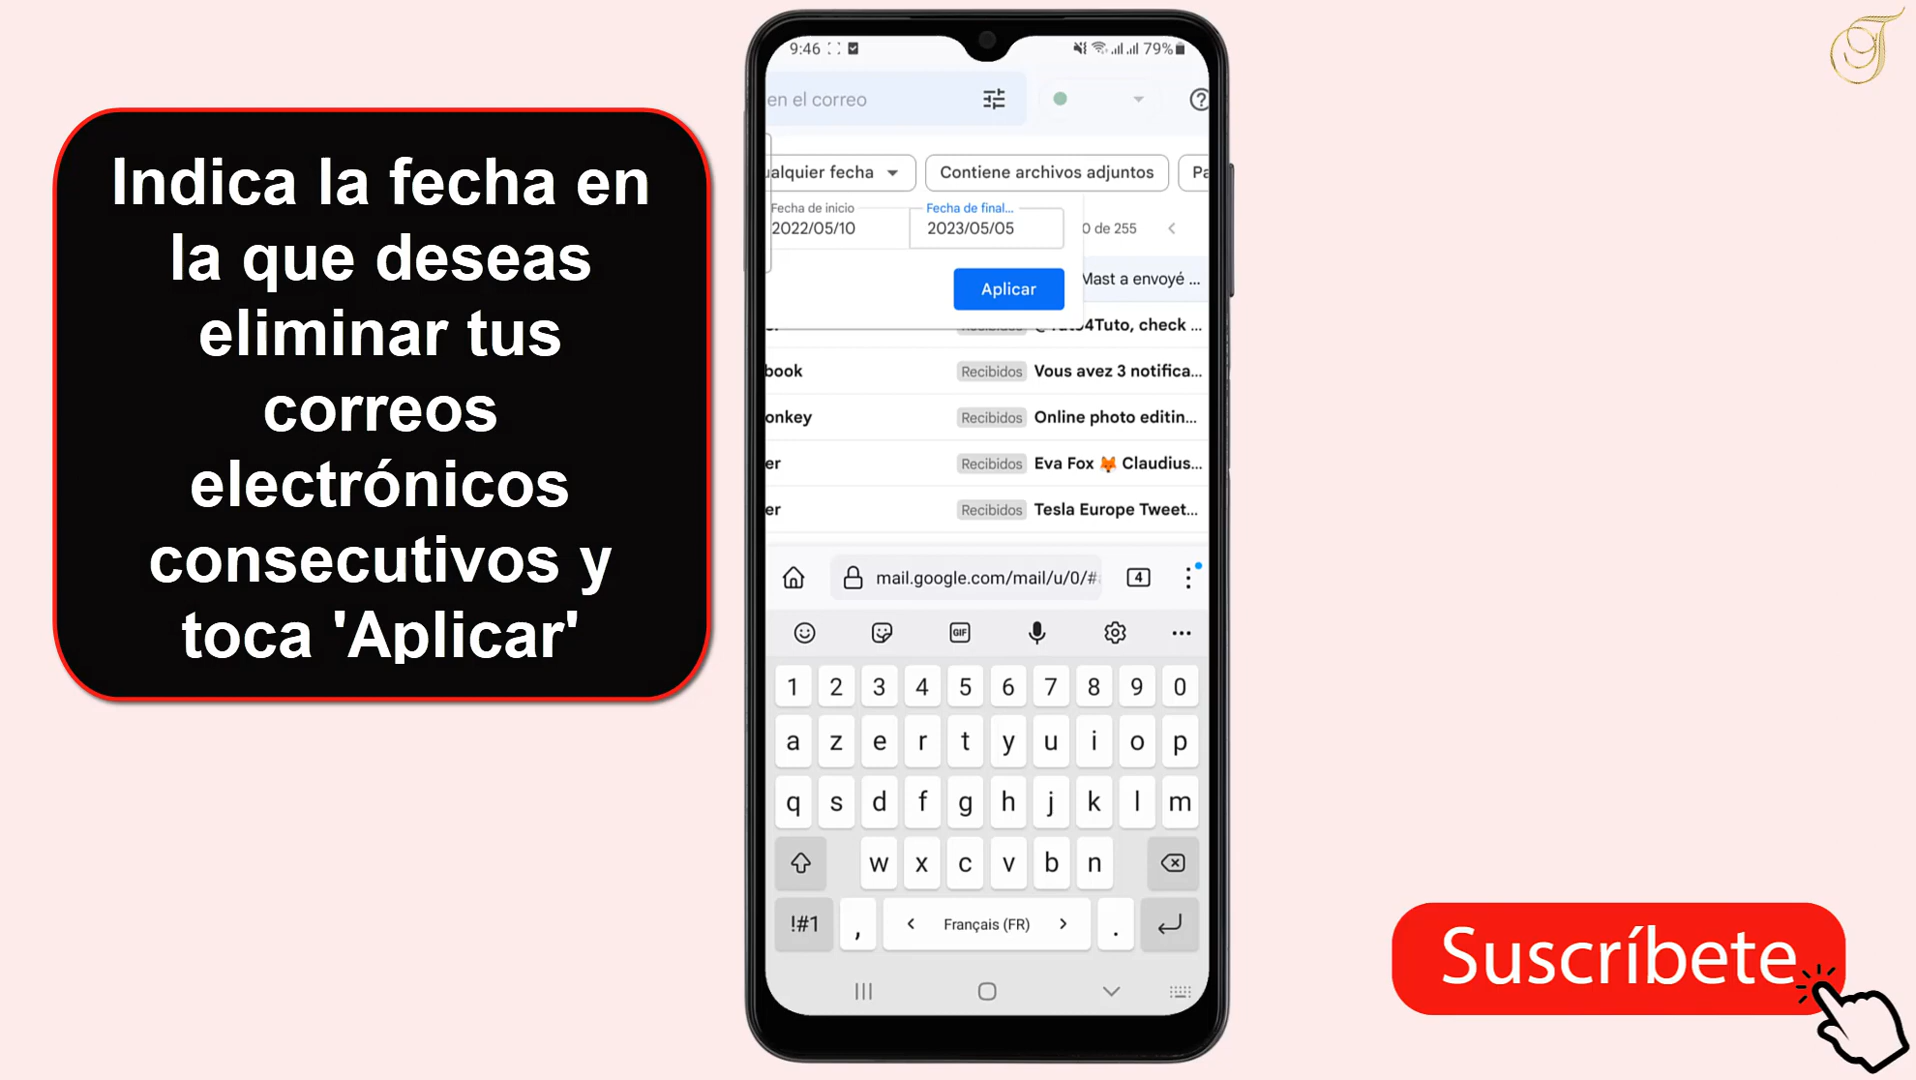 Indica la fecha en
la que deseas
eliminar tus
correos
electrónicos
consecutivos y
toca 'Aplicar'
9:46
79%
en el correo
ualquier fecha
Contiene archivos adjuntos
Pa
Fecha de inicio
Fecha de final...
2022/05/10
2023/05/05
0 de 255
Aplicar
Mast a envoyé ...
Recibidos
@Tuto4Tuto, check ...
book
Recibidos
Vous avez 3 notifica...
onkey
Recibidos
Online photo editin...
er
Recibidos
Eva Fox 🦊 Claudius...
er
Recibidos
Tesla Europe Tweet...
mail.google.com/mail/u/0/#
4
GIF
1 2 3 4 5 6 7 8 9 0
a z e r t y u i o p
q s d f g h j k l m
w x c v b n
!#1 , < Français (FR) > .
Suscríbete